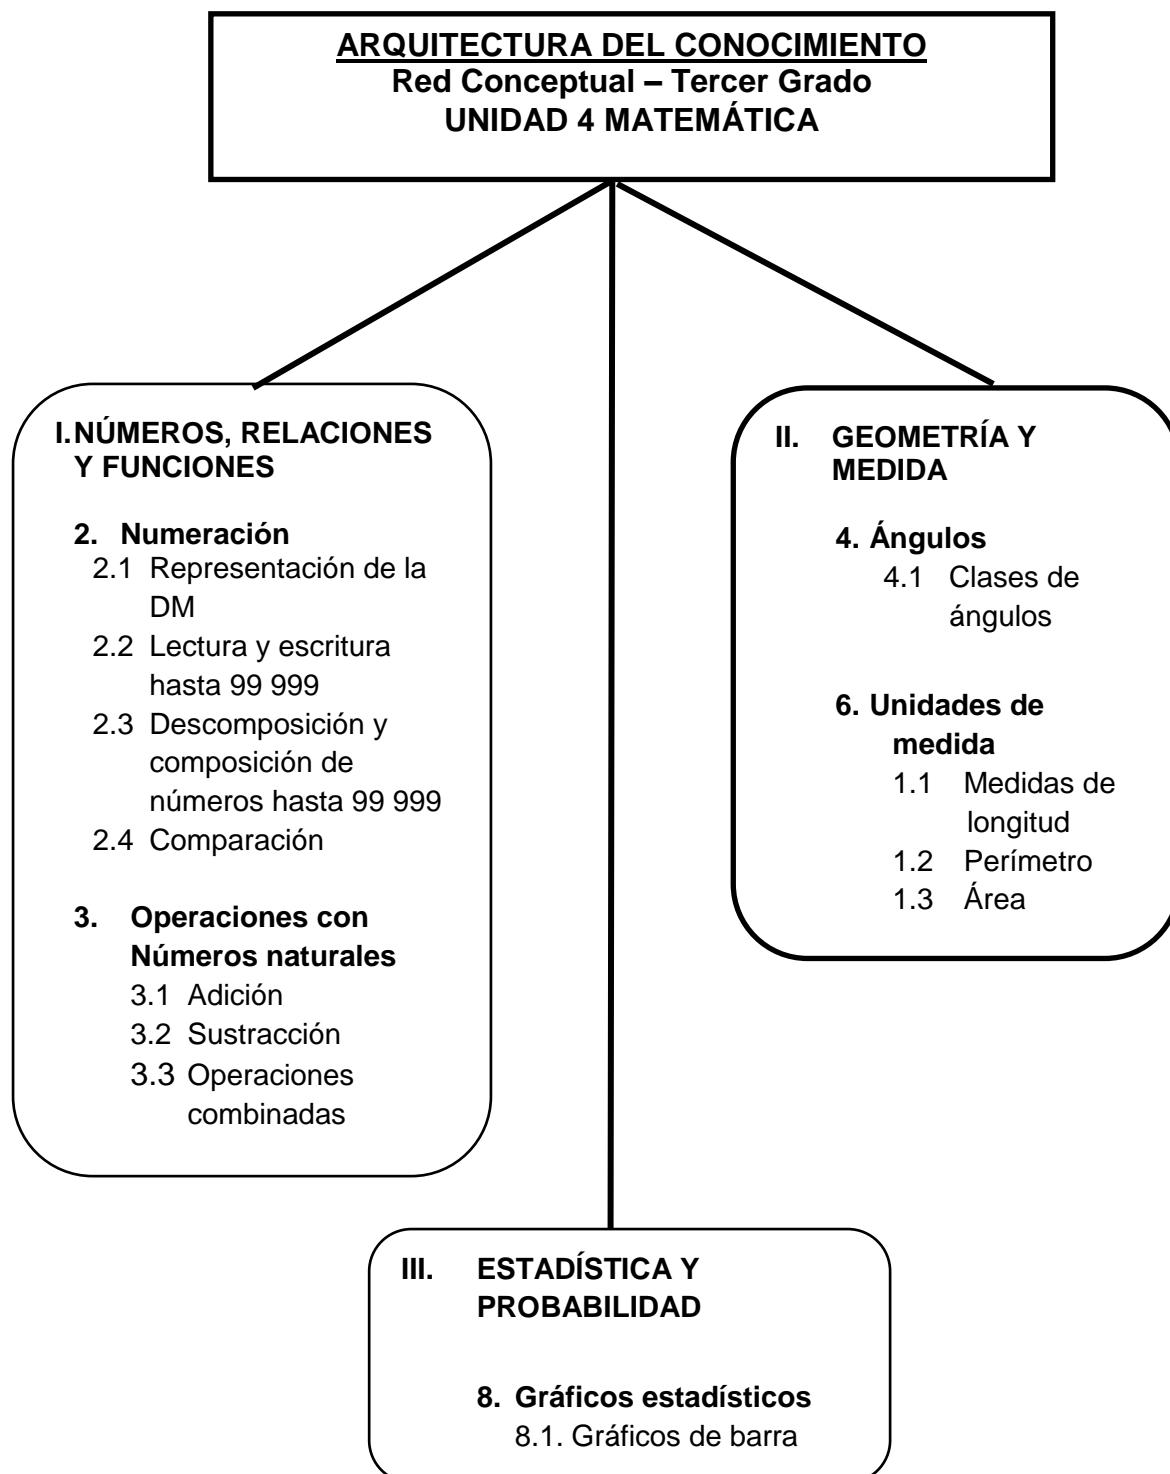 ARQUITECTURA DEL CONOCIMIENTO
Red Conceptual – Tercer Grado
UNIDAD 4 MATEMÁTICA
I. NÚMEROS, RELACIONES
Y FUNCIONES
2. Numeración
2.1 Representación de la
DM
2.2 Lectura y escritura
hasta 99 999
2.3 Descomposición y
composición de
números hasta 99 999
2.4 Comparación
3. Operaciones con
Números naturales
3.1 Adición
3.2 Sustracción
3.3 Operaciones
combinadas
II. GEOMETRÍA Y
MEDIDA
4. Ángulos
4.1 Clases de
ángulos
6. Unidades de
medida
1.1 Medidas de
longitud
1.2 Perímetro
1.3 Área
III. ESTADÍSTICA Y
PROBABILIDAD
8. Gráficos estadísticos
8.1. Gráficos de barra